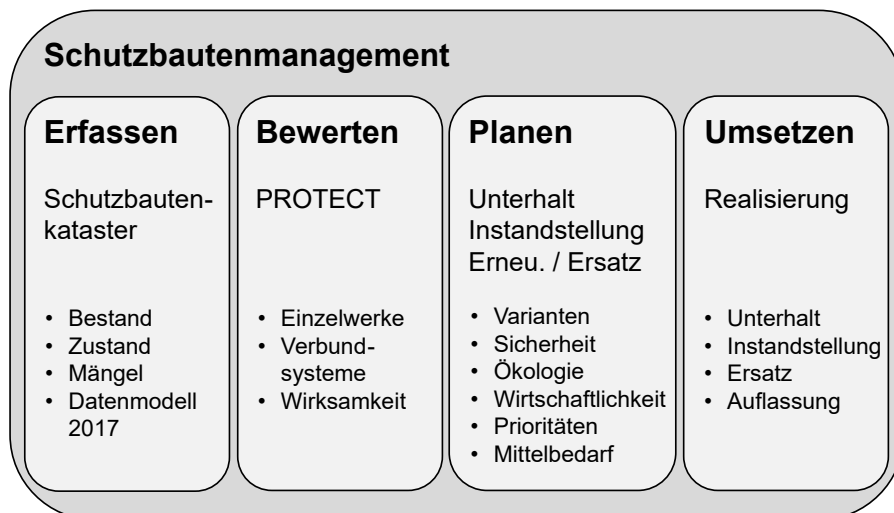 Schutzbautenmanagement
Erfassen
Schutzbauten-
kataster
• Bestand
• Zustand
• Mängel
• Datenmodell
2017
Bewerten
PROTECT
• Einzelwerke
• Verbund-
systeme
• Wirksamkeit
Planen
Unterhalt
Instandstellung
Erneu. / Ersatz
• Varianten
• Sicherheit
• Ökologie
• Wirtschaftlichkeit
• Prioritäten
• Mittelbedarf
Umsetzen
Realisierung
• Unterhalt
• Instandstellung
• Ersatz
• Auflassung